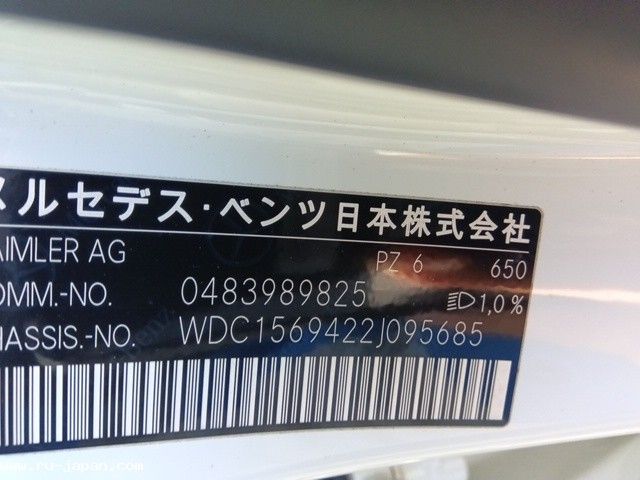 メルセデス・ベンツ日本株式会社
AIMLER AG PZ 6 650
OMM.-NO. 0483989825 1,0%
HASSIS.-NO. WDC1569422J095685
www.ru-japan.com